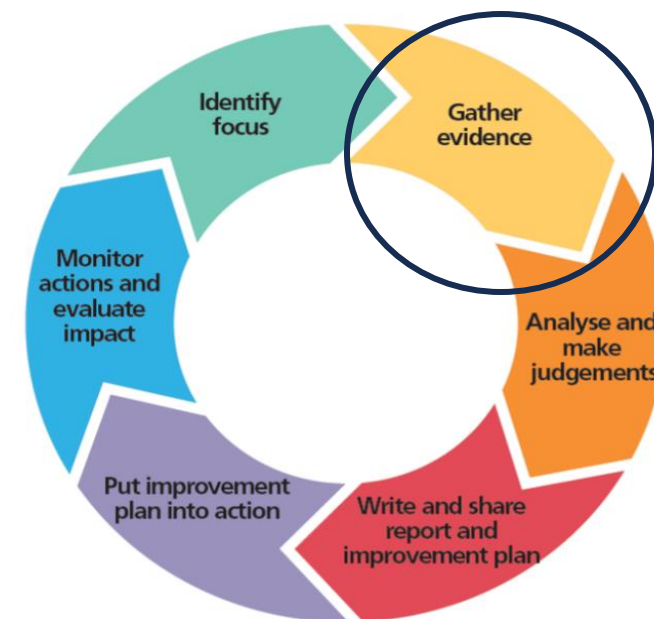 Identify
focus
Gather
evidence
Analyse and
make
judgements
Write and share
report and
improvement plan
Put improvement
plan into action
Monitor
actions and
evaluate
impact